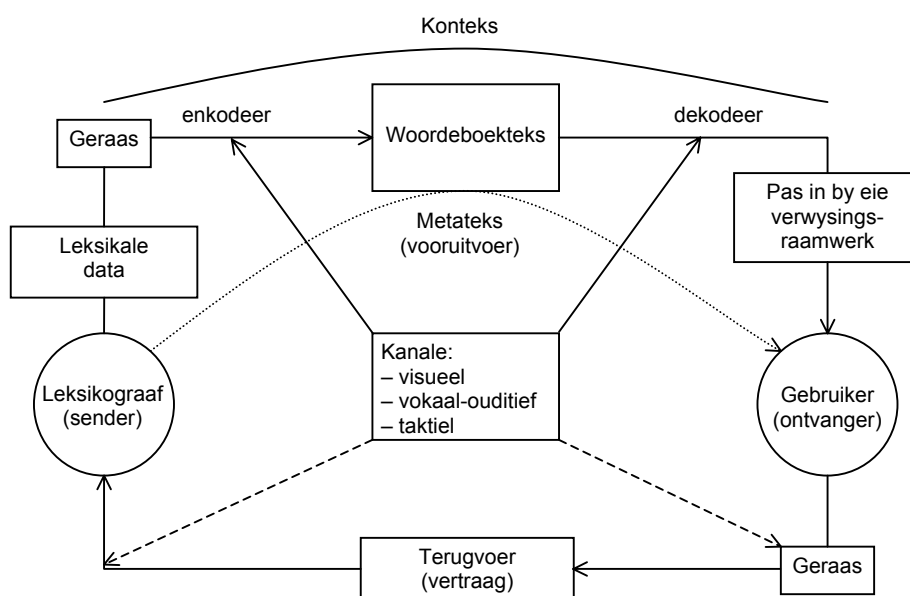 Konteks
enkodeer
dekodeer
Geraas
Woordeboekteks
Pas in by eie
verwysings-
raamwerk
Metateks
(vooruitvoer)
Leksikale
data
Kanale:
– visueel
– vokaal-ouditief
– taktiel
Leksikograaf
(sender)
Gebruiker
(ontvanger)
Terugvoer
(vertraag)
Geraas